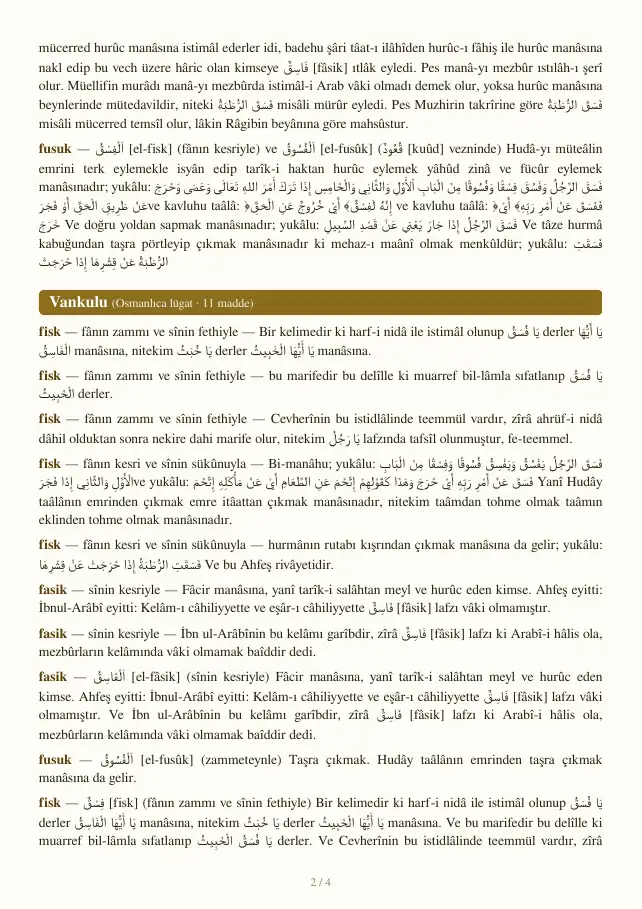 mücerred hurûc manâsına istimâl ederler idi, badehu şâri tâat-ı ilâhîden hurûc-ı fâhiş ile hurûc manâsına
nakl edip bu vech üzere hâric olan kimseye فَاسِقٌ [fâsik] ıtlâk eyledi. Pes manâ-yı mezbûr ıstılâh-ı şerî
olur. Müellifin murâdı manâ-yı mezbûrda istimâl-i Arab vâki olmadı demek olur, yoksa hurûc manâsına
beynlerinde mütedavildir, niteki فَسَقَ الرُّطَبَةُ misâli mürûr eyledi. Pes Muzhirin takrîrine göre فَسَقَ الرُّطَبَةُ
misâli mücerred temsîl olur, lâkin Râgibin beyânına göre mahsûstur.
fusuk — اَلْفِسْقُ [el-fisk] (fânın kesriyle) ve اَلْفُسُوقُ [el-fusûk] (قُعُودٌ [kuûd] vezninde) Hudâ-yı müteâlin
emrini terk eylemekle isyân edip tarîk-i haktan hurûc eylemek yâhûd zinâ ve fücûr eylemek
manâsınadır; yukâlu: فَسَقَ الرَّجُلُ وَفَسُقَ فِسْقًا وَفُسُوقًا مِنَ الْبَابِ الْأَوَّلِ وَالثَّانِي وَالْخَامِسِ إِذَا تَرَكَ أَمْرَ اللهِ تَعَالَى وَعَصَى وَخَرَجَ
عَنْ طَرِيقِ الْحَقِّ أَوْ فَجَرَ ve kavluhu taâlâ: ﴿إِنَّهُ لَفِسْقٌ﴾ أَيْ خُرُوجٌ عَنِ الْحَقِّ ve kavluhu taâlâ: ﴿فَفَسَقَ عَنْ أَمْرِ رَبِّهِ﴾ أَيْ
خَرَجَ Ve doğru yoldan sapmak manâsınadır; yukâlu: فَسَقَ الرَّجُلُ إِذَا جَارَ يَعْنِي عَنْ قَصْدِ السَّبِيلِ Ve tâze hurmâ
kabuğundan taşra pörtleyip çıkmak manâsınadır ki mehaz-ı maânî olmak menkûldür; yukâlu: فَسَقَتِ
الرُّطَبَةُ عَنْ قِشْرِهَا إِذَا خَرَجَتْ
Vankulu (Osmanlıca lügat · 11 madde)
fisk — fânın zammı ve sînin fethiyle — Bir kelimedir ki harf-i nidâ ile istimâl olunup يَا فُسَقُ derler يَا أَيُّهَا
الْفَاسِقُ manâsına, nitekim يَا خُبَثُ derler يَا أَيُّهَا الْخَبِيثُ manâsına.
fisk — fânın zammı ve sînin fethiyle — bu marifedir bu delîlle ki muarref bil-lâmla sıfatlanıp يَا فُسَقُ
الْخَبِيثُ derler.
fisk — fânın zammı ve sînin fethiyle — Cevherînin bu istidlâlinde teemmül vardır, zîrâ ahrüf-i nidâ
dâhil olduktan sonra nekire dahi marife olur, nitekim يَا رَجُلُ lafzında tafsîl olunmuştur, fe-teemmel.
fisk — fânın kesri ve sînin sükûnuyla — Bi-manâhu; yukâlu: فَسَقَ الرَّجُلُ يَفْسُقُ وَيَفْسِقُ فُسُوقًا وَفِسْقًا مِنَ الْبَابِ
الْأَوَّلِ وَالثَّانِي إِذَا فَجَرَ ve yukâlu: فَسَقَ عَنْ أَمْرِ رَبِّهِ أَيْ خَرَجَ وَهَذَا كَقَوْلِهِمْ إِتَّخَمَ عَنِ الطَّعَامِ أَيْ عَنْ مَأْكَلِهِ إِتَّخَمَ Yanî Hudây
taâlânın emrinden çıkmak emre itâattan çıkmak manâsınadır, nitekim taâmdan tohme olmak taâmın
eklinden tohme olmak manâsınadır.
fisk — fânın kesri ve sînin sükûnuyla — hurmânın rutabı kışrından çıkmak manâsına da gelir; yukâlu:
فَسَقَتِ الرُّطَبَةُ إِذَا خَرَجَتْ عَنْ قِشْرِهَا Ve bu Ahfeş rivâyetidir.
fasik — sînin kesriyle — Fâcir manâsına, yanî tarîk-i salâhtan meyl ve hurûc eden kimse. Ahfeş eyitti:
İbnul-Arâbî eyitti: Kelâm-ı câhiliyyette ve eşâr-ı câhiliyyette فَاسِقٌ [fâsik] lafzı vâki olmamıştır.
fasik — sînin kesriyle — İbn ul-Arâbînin bu kelâmı garîbdir, zîrâ فَاسِقٌ [fâsik] lafzı ki Arabî-i hâlis ola,
mezbûrların kelâmında vâki olmamak baîddir dedi.
fasik — اَلْفَاسِقُ [el-fâsik] (sînin kesriyle) Fâcir manâsına, yanî tarîk-i salâhtan meyl ve hurûc eden
kimse. Ahfeş eyitti: İbnul-Arâbî eyitti: Kelâm-ı câhiliyyette ve eşâr-ı câhiliyyette فَاسِقٌ [fâsik] lafzı vâki
olmamıştır. Ve İbn ul-Arâbînin bu kelâmı garîbdir, zîrâ فَاسِقٌ [fâsik] lafzı ki Arabî-i hâlis ola,
mezbûrların kelâmında vâki olmamak baîddir dedi.
fusuk — اَلْفُسُوقُ [el-fusûk] (zammeteynle) Taşra çıkmak. Hudây taâlânın emrinden taşra çıkmak
manâsına da gelir.
fisk — فِسْقٌ [fisk] (fânın zammı ve sînin fethiyle) Bir kelimedir ki harf-i nidâ ile istimâl olunup يَا فُسَقُ
derler يَا أَيُّهَا الْفَاسِقُ manâsına, nitekim يَا خُبَثُ derler يَا أَيُّهَا الْخَبِيثُ manâsına. Ve bu marifedir bu delîlle ki
muarref bil-lâmla sıfatlanıp يَا فُسَقُ الْخَبِيثُ derler. Ve Cevherînin bu istidlâlinde teemmül vardır, zîrâ
2 / 4